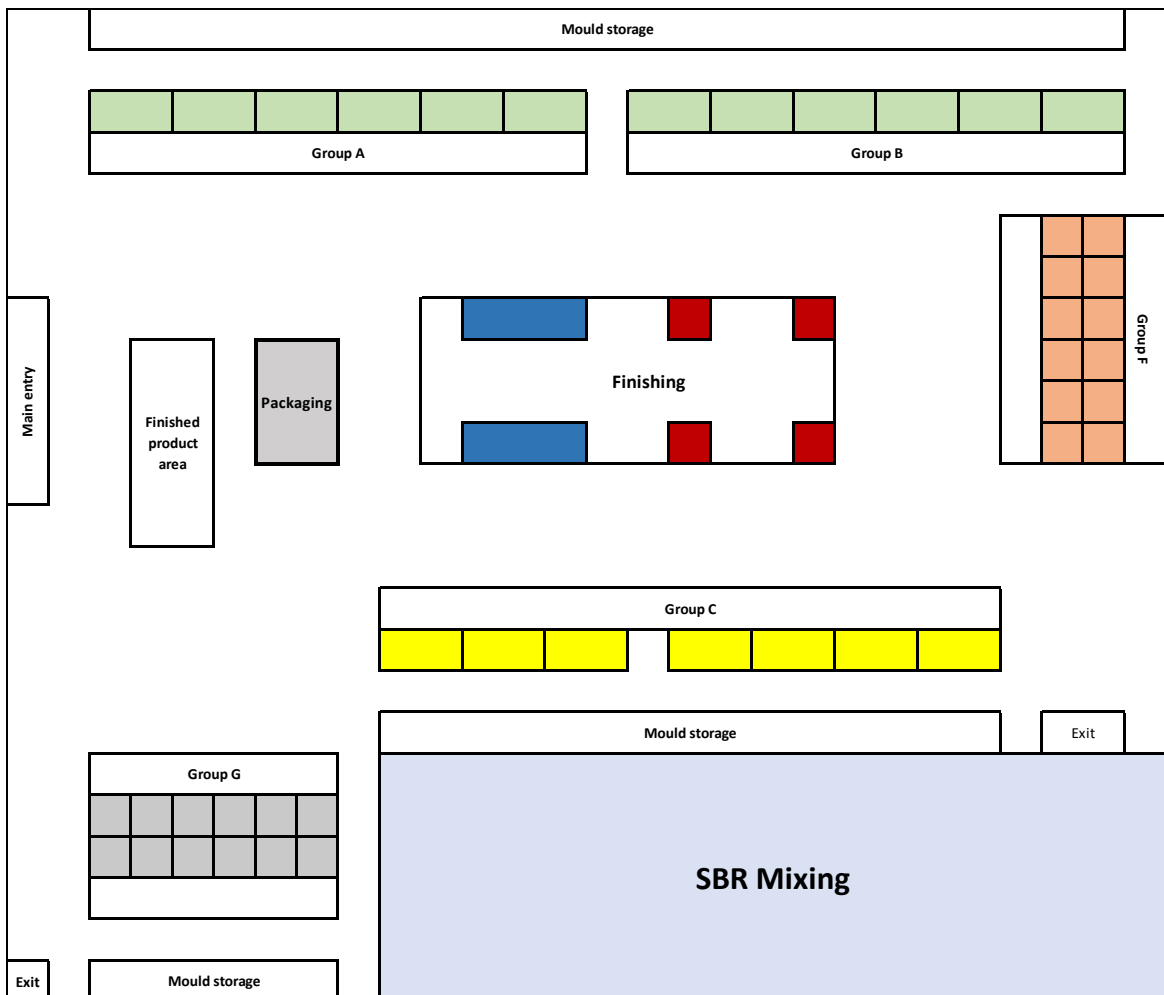 Mould storage
Group A
Group B
Group F
Main entry
Finishing
Packaging
Finished
product
area
Group C
Mould storage
Exit
Group G
SBR Mixing
Exit
Mould storage